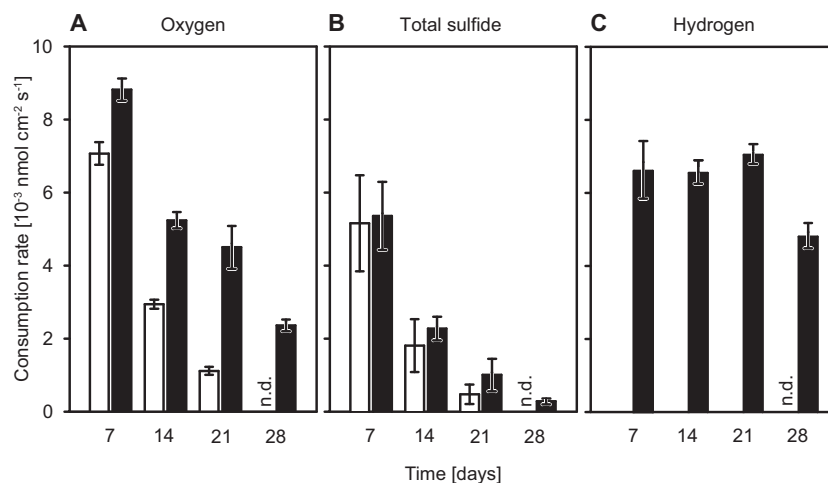 A Oxygen
B Total sulfide
C Hydrogen
Consumption rate [10⁻³ nmol cm⁻² s⁻¹]
10
8
6
4
2
0
n.d.
n.d.
n.d.
7 14 21 28
7 14 21 28
7 14 21 28
Time [days]